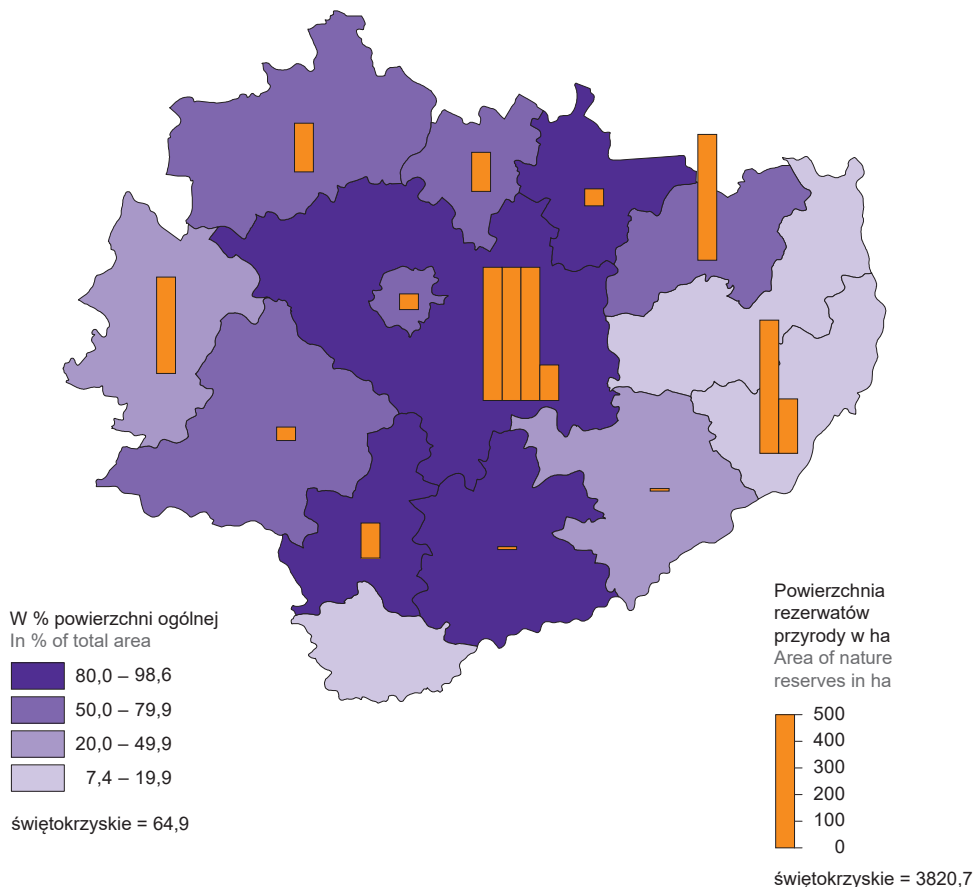 W % powierzchni ogólnej
In % of total area
80,0 – 98,6
50,0 – 79,9
20,0 – 49,9
7,4 – 19,9
świętokrzyskie = 64,9
Powierzchnia
rezerwatów
przyrody w ha
Area of nature
reserves in ha
500
400
300
200
100
0
świętokrzyskie = 3820,7